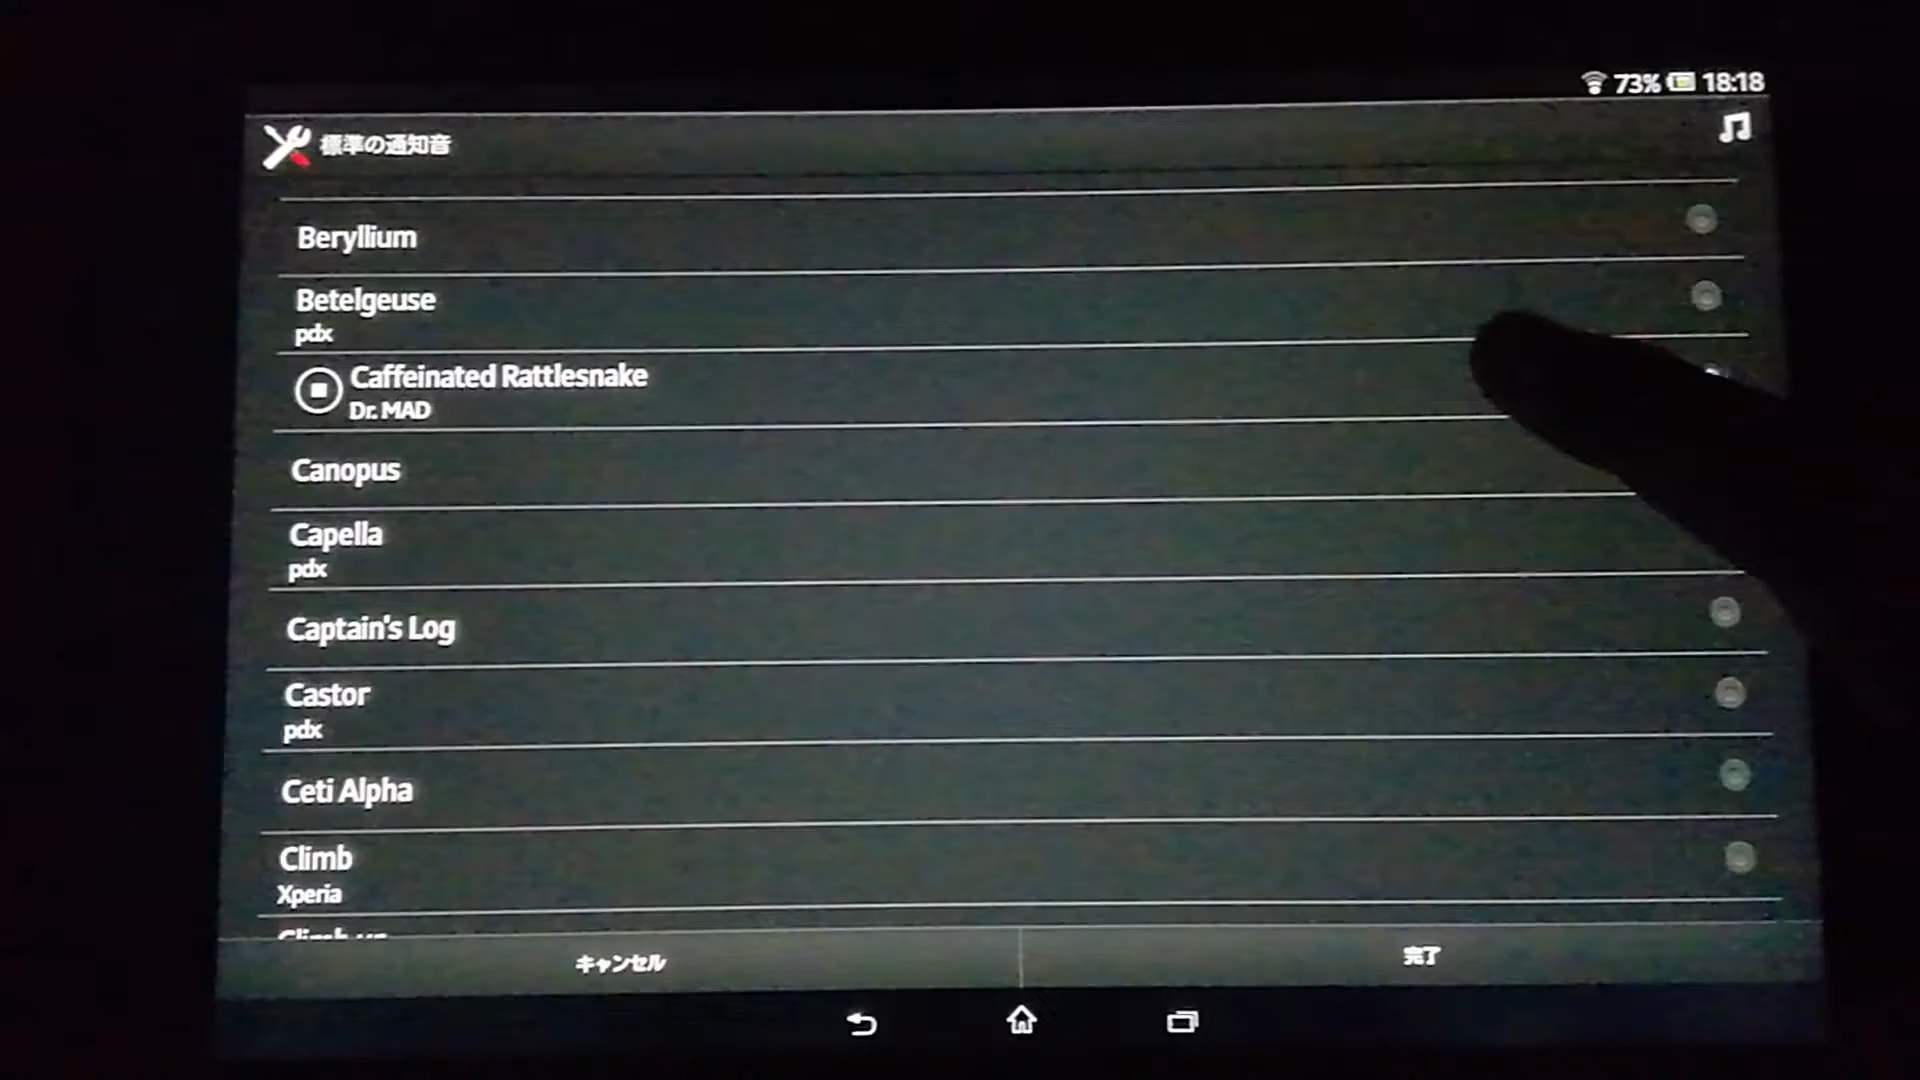 73% 18:18
標準の通知音
Beryllium
Betelgeuse
pdx
Caffeinated Rattlesnake
Dr. MAD
Canopus
Capella
pdx
Captain's Log
Castor
pdx
Ceti Alpha
Climb
Xperia
キャンセル
完了